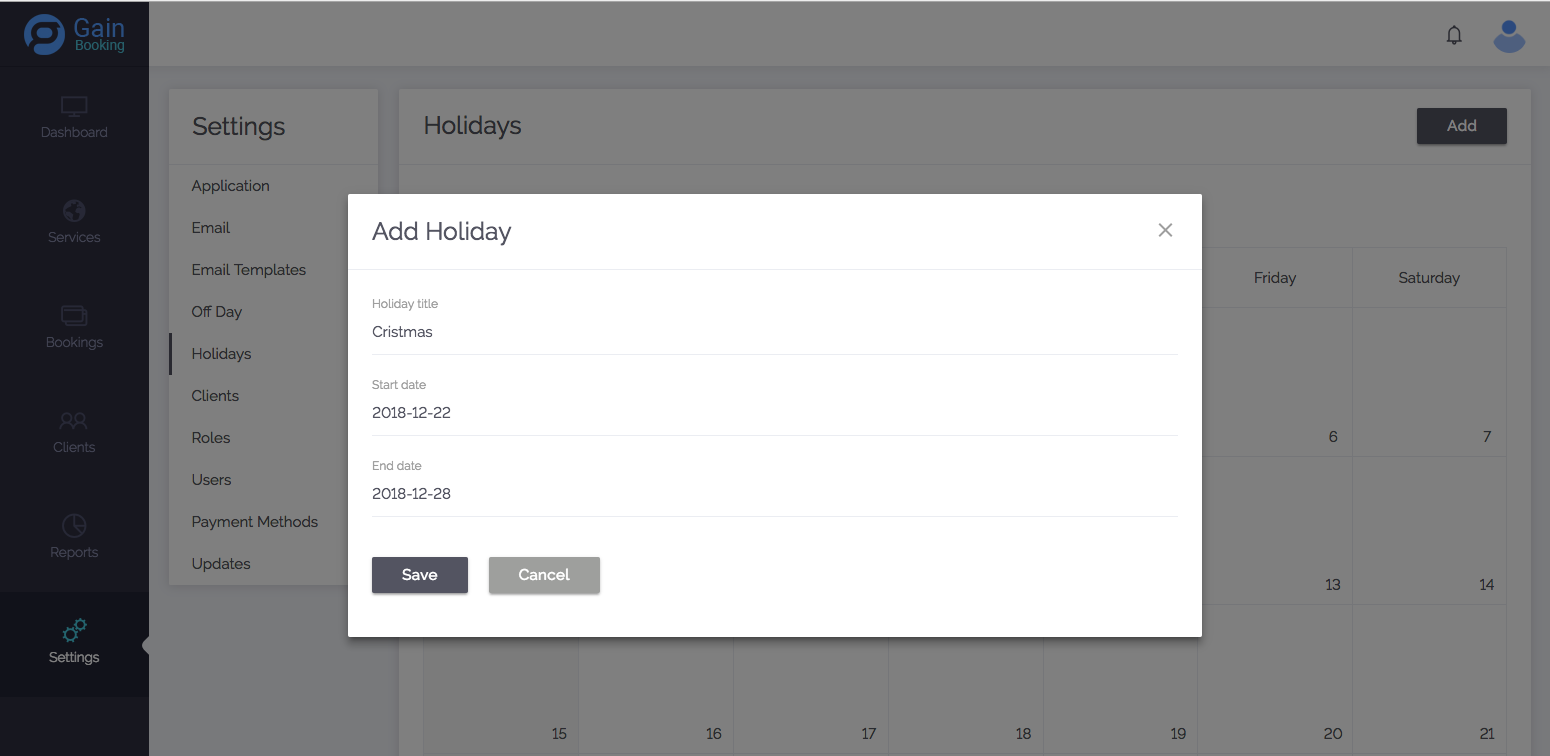 Gain
Booking
Dashboard
Services
Bookings
Clients
Reports
Settings
Settings
Application
Email
Email Templates
Off Day
Holidays
Clients
Roles
Users
Payment Methods
Updates
Holidays
Add
Friday
Saturday
6
7
13
14
15
16
17
18
19
20
21
Add Holiday
Holiday title
Cristmas
Start date
2018-12-22
End date
2018-12-28
Save
Cancel